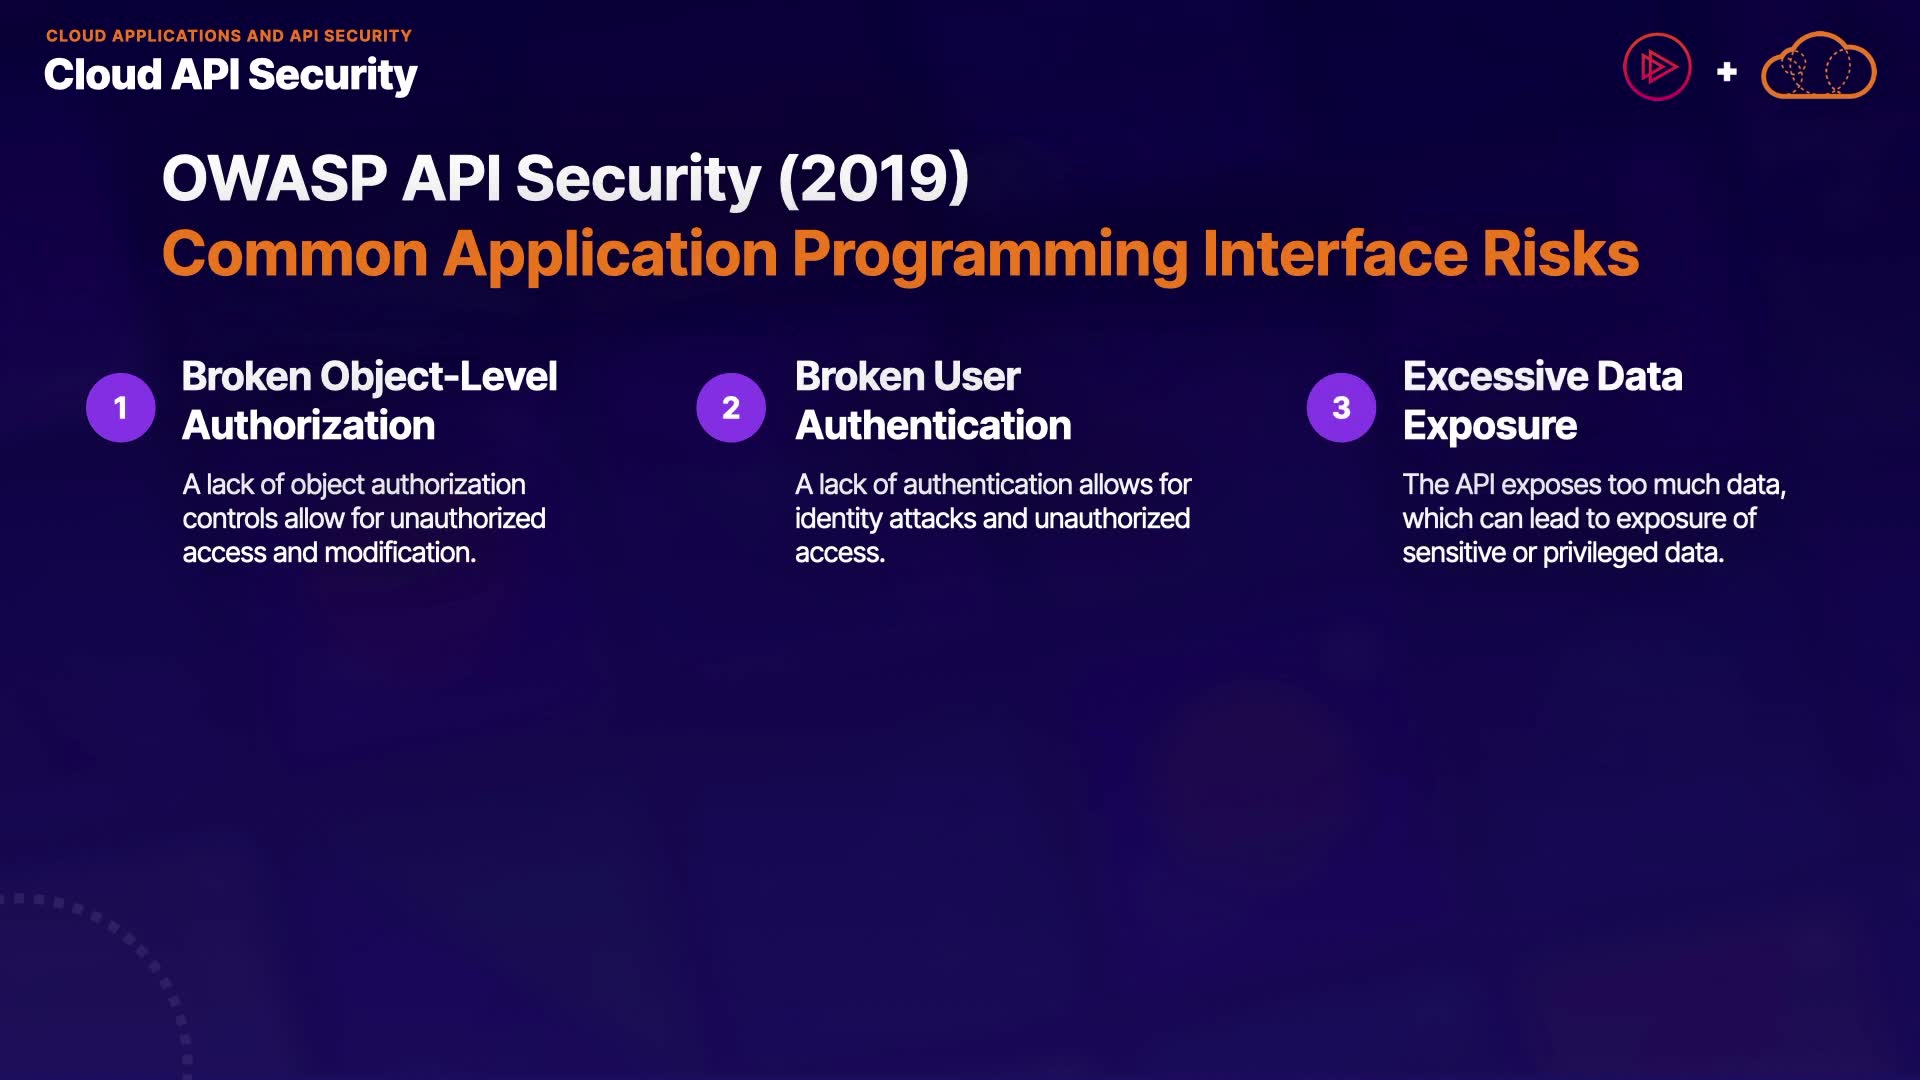 CLOUD APPLICATIONS AND API SECURITY
Cloud API Security
OWASP API Security (2019)
Common Application Programming Interface Risks
1
Broken Object-Level
Authorization
A lack of object authorization
controls allow for unauthorized
access and modification.
2
Broken User
Authentication
A lack of authentication allows for
identity attacks and unauthorized
access.
3
Excessive Data
Exposure
The API exposes too much data,
which can lead to exposure of
sensitive or privileged data.